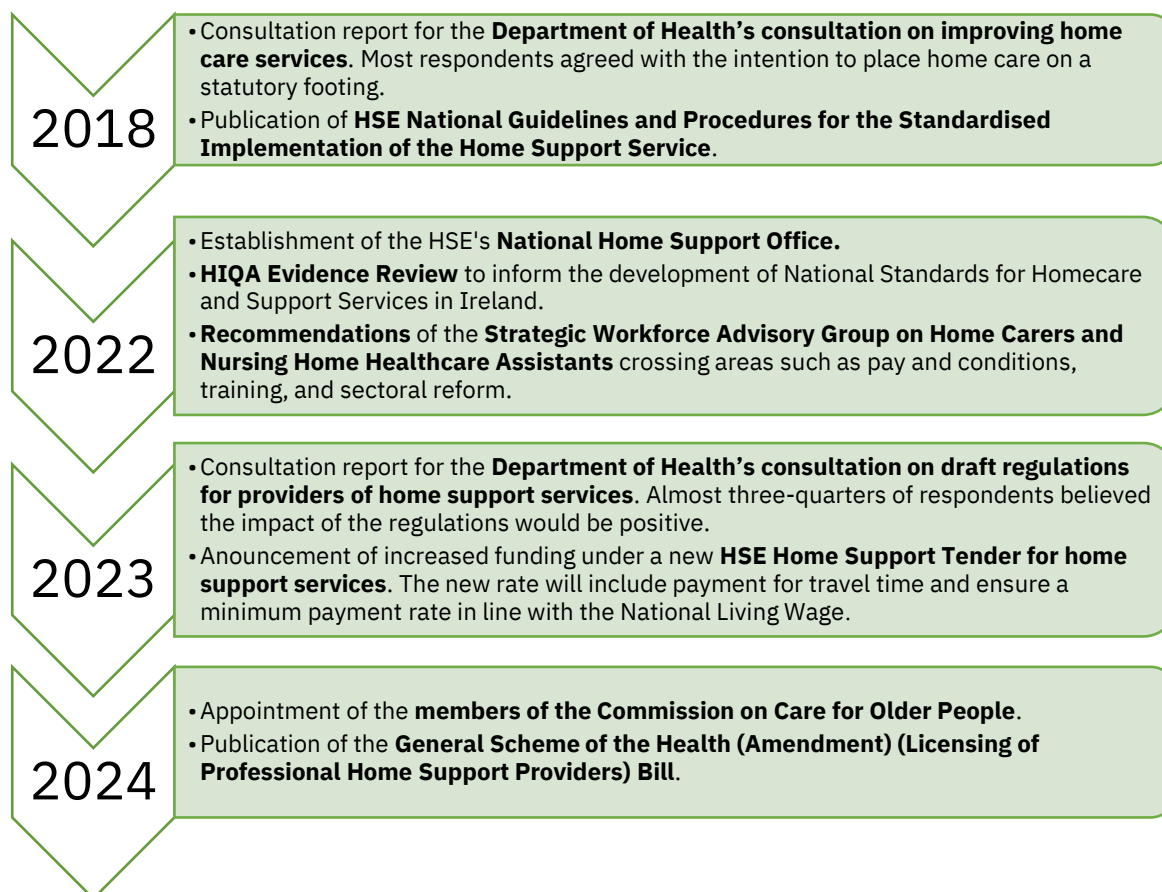 • Consultation report for the Department of Health’s consultation on improving home
care services. Most respondents agreed with the intention to place home care on a
statutory footing.
2018
• Publication of HSE National Guidelines and Procedures for the Standardised
Implementation of the Home Support Service.
• Establishment of the HSE's National Home Support Office.
• HIQA Evidence Review to inform the development of National Standards for Homecare
and Support Services in Ireland.
2022
• Recommendations of the Strategic Workforce Advisory Group on Home Carers and
Nursing Home Healthcare Assistants crossing areas such as pay and conditions,
training, and sectoral reform.
• Consultation report for the Department of Health’s consultation on draft regulations
for providers of home support services. Almost three-quarters of respondents believed
the impact of the regulations would be positive.
2023
• Anouncement of increased funding under a new HSE Home Support Tender for home
support services. The new rate will include payment for travel time and ensure a
minimum payment rate in line with the National Living Wage.
2024
• Appointment of the members of the Commission on Care for Older People.
• Publication of the General Scheme of the Health (Amendment) (Licensing of
Professional Home Support Providers) Bill.